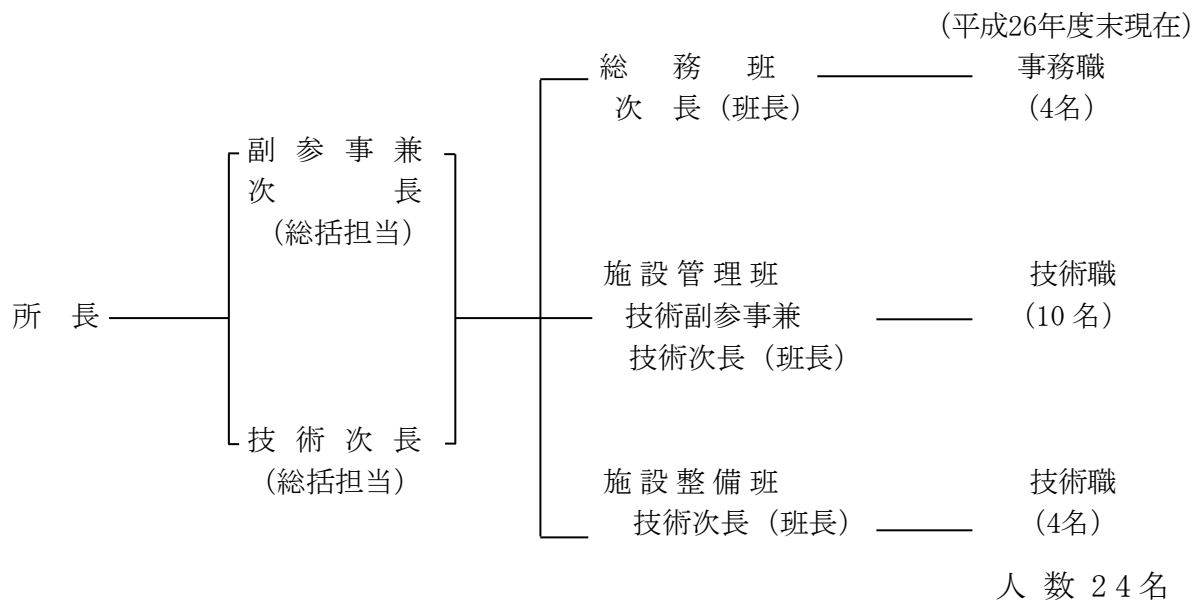 (平成26年度末現在)
総務班 事務職
次長(班長) (4名)
副参事兼
次長
(総括担当)
施設管理班 技術職
所長 技術副参事兼 (10名)
技術次長(班長)
技術次長
(総括担当)
施設整備班 技術職
技術次長(班長) (4名)
人数24名